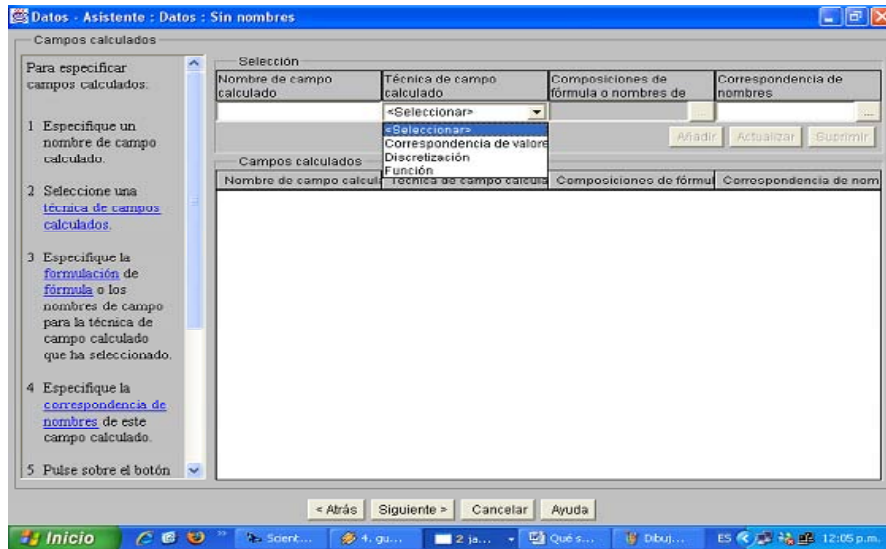 Datos - Asistente : Datos : Sin nombres
Campos calculados
Para especificar
campos calculados:
1 Especifique un
nombre de campo
calculado.
2 Seleccione una
técnica de campos
calculados.
3 Especifique la
formulación de
fórmula o los
nombres de campo
para la técnica de
campo calculado
que ha seleccionado.
4 Especifique la
correspondencia de
nombres de este
campo calculado.
5 Pulse sobre el botón
Selección
Nombre de campo
calculado
Técnica de campo
calculado
Composiciones de
fórmula o nombres de
Correspondencia de
nombres
<Seleccionar>
...
...
<Seleccionar>
Correspondencia de valore
Discretización
Función
Añadir Actualizar Suprimir
Campos calculados
Nombre de campo calcula Técnica de campo calcula Composiciones de fórmul Correspondencia de nom
< Atrás Siguiente > Cancelar Ayuda
Inicio » Scient... 4. gu... 2 ja... Qué s... Dibuj... ES 12:05 p.m.